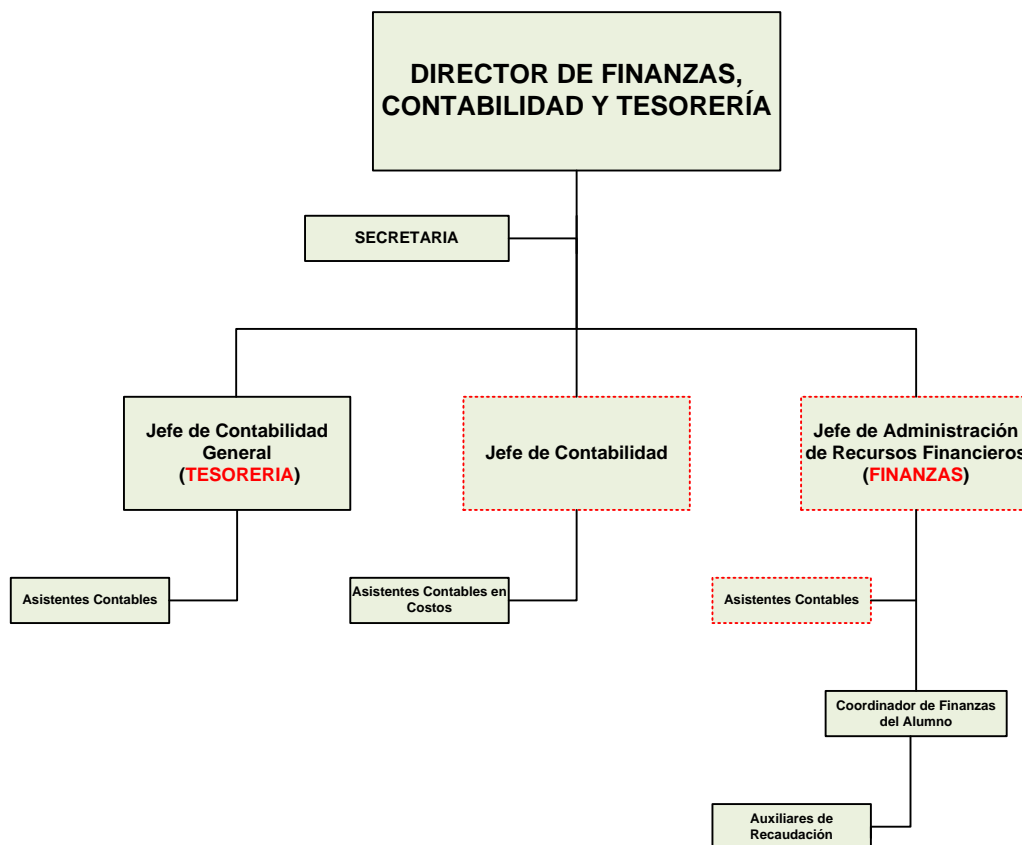 DIRECTOR DE FINANZAS,
CONTABILIDAD Y TESORERÍA
SECRETARIA
Jefe de Contabilidad
General
(TESORERIA)
Jefe de Contabilidad
Jefe de Administración
de Recursos Financieros
(FINANZAS)
Asistentes Contables
Asistentes Contables en
Costos
Asistentes Contables
Coordinador de Finanzas
del Alumno
Auxiliares de
Recaudación